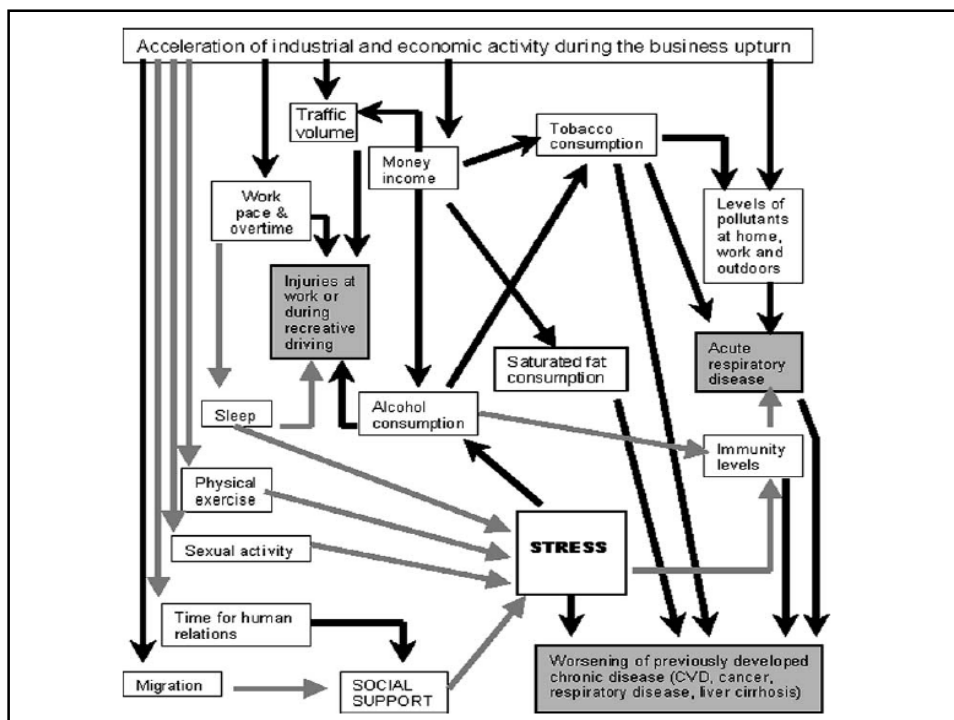 Acceleration of industrial and economic activity during the business upturn
Traffic
volume
Tobacco
consumption
Money
income
Work
pace &
overtime
Levels of
pollutants
at home,
work and
outdoors
Injuries at
work or
during
recreative
driving
Saturated fat
consumption
Acute
respiratory
disease
Sleep
Alcohol
consumption
Immunity
levels
Physical
exercise
STRESS
Sexual activity
Time for human
relations
Worsening of previously developed
chronic disease (CVD, cancer,
respiratory disease, liver cirrhosis)
Migration
SOCIAL
SUPPORT